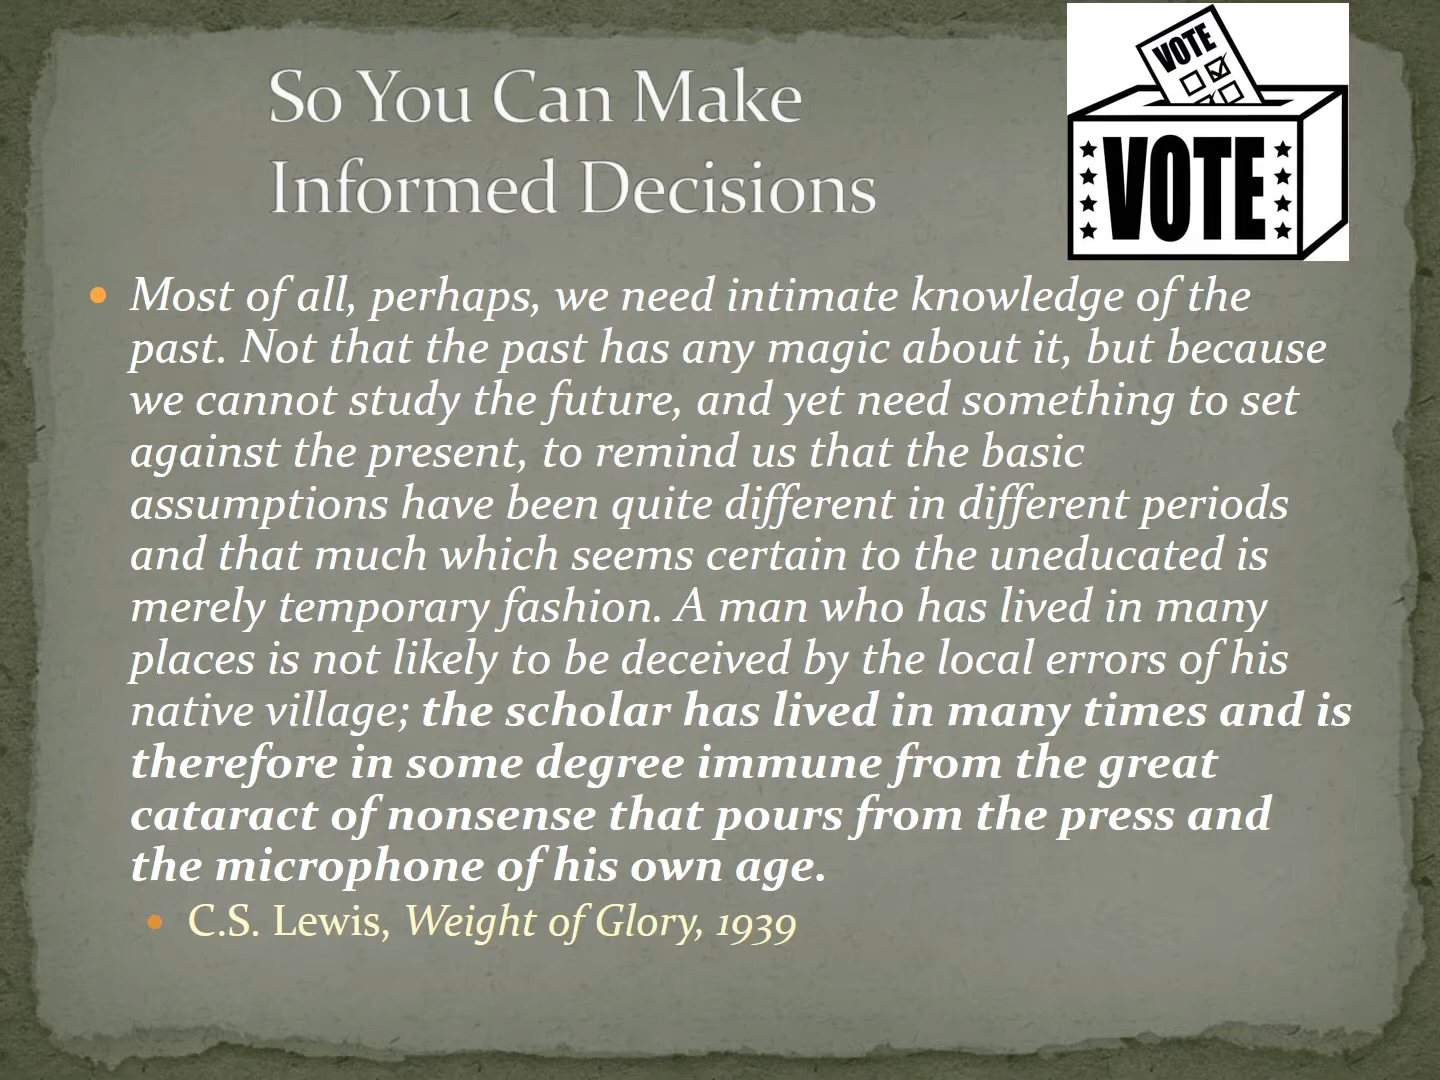 So You Can Make
Informed Decisions
VOTE
VOTE
• Most of all, perhaps, we need intimate knowledge of the
past. Not that the past has any magic about it, but because
we cannot study the future, and yet need something to set
against the present, to remind us that the basic
assumptions have been quite different in different periods
and that much which seems certain to the uneducated is
merely temporary fashion. A man who has lived in many
places is not likely to be deceived by the local errors of his
native village; the scholar has lived in many times and is
therefore in some degree immune from the great
cataract of nonsense that pours from the press and
the microphone of his own age.
• C.S. Lewis, Weight of Glory, 1939